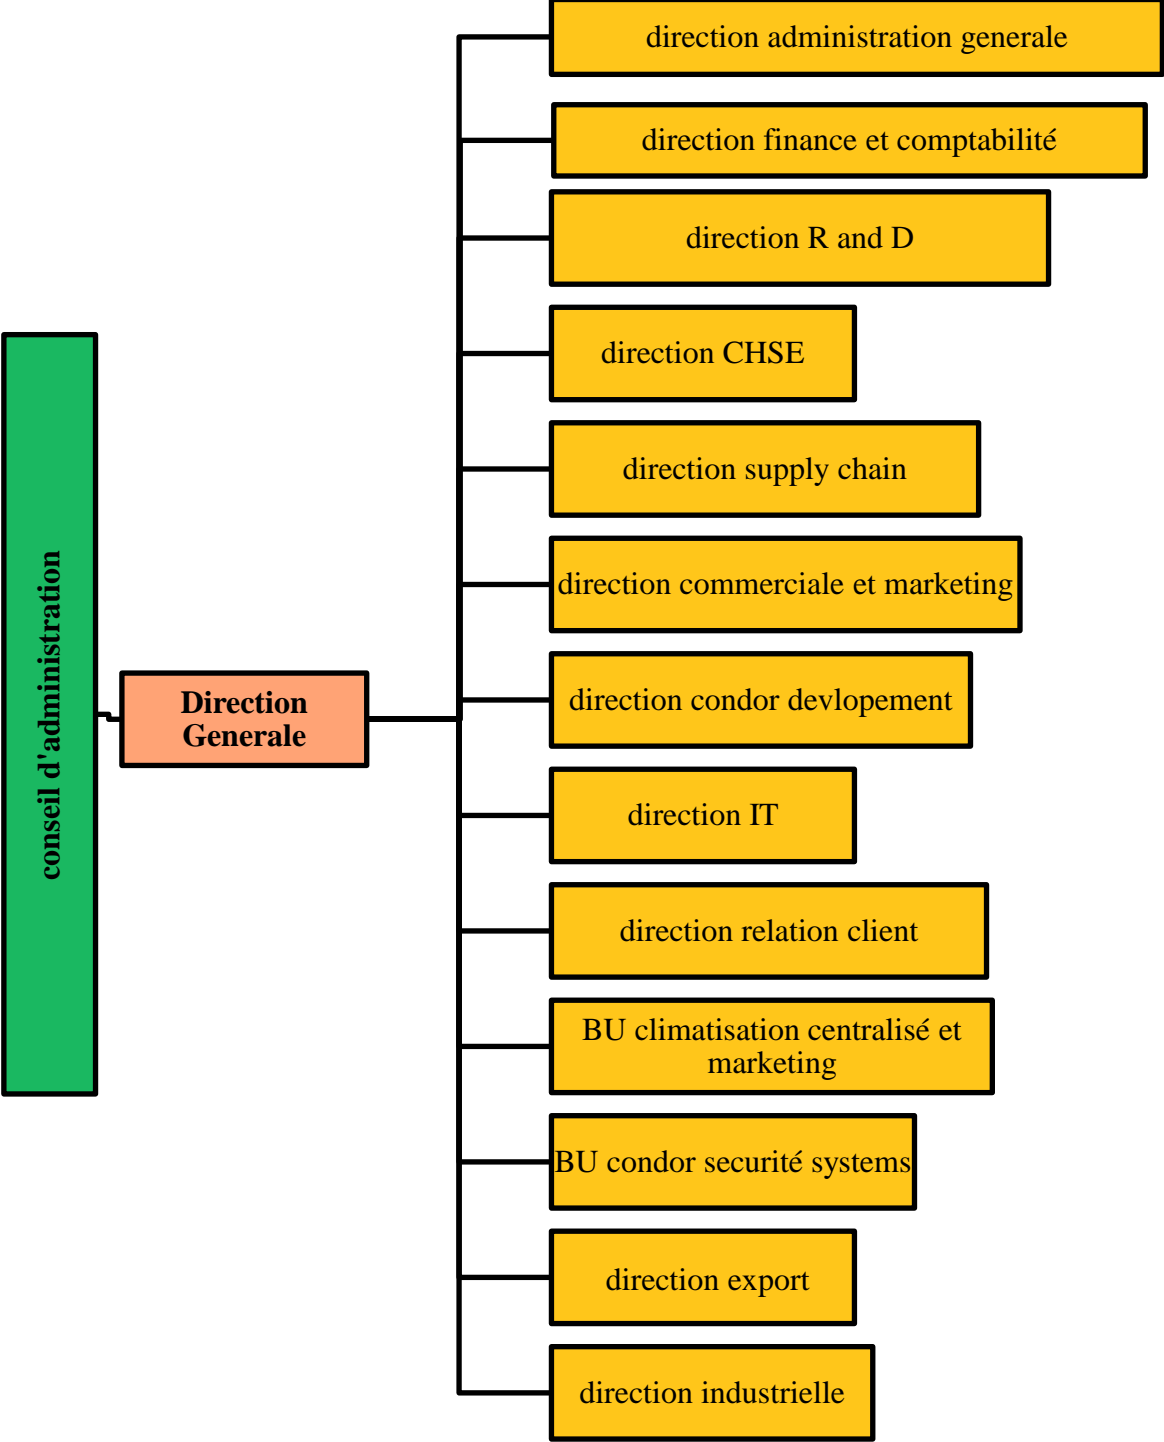 conseil d'administration
Direction
Generale
direction administration generale
direction finance et comptabilité
direction R and D
direction CHSE
direction supply chain
direction commerciale et marketing
direction condor devlopement
direction IT
direction relation client
BU climatisation centralisé et
marketing
BU condor securité systems
direction export
direction industrielle